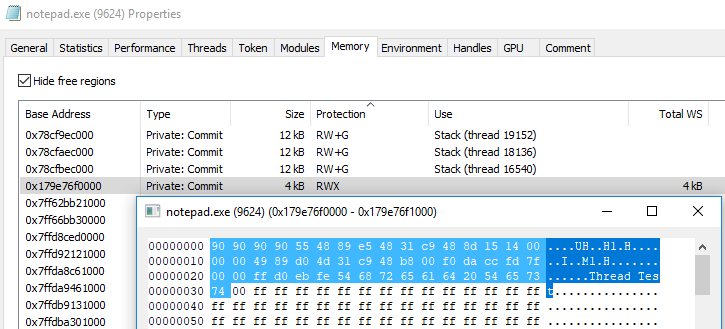 notepad.exe (9624) Properties
General Statistics Performance Threads Token Modules Memory Environment Handles GPU Comment
Hide free regions
Base Address Type Size Protection Use Total WS
0x78cf9ec000 Private: Commit 12 kB RW+G Stack (thread 19152)
0x78cfaec000 Private: Commit 12 kB RW+G Stack (thread 18136)
0x78cfbec000 Private: Commit 12 kB RW+G Stack (thread 16540)
0x179e76f0000 Private: Commit 4 kB RWX 4 kB
0x7ff62bb21000
0x7ff66bb30000
0x7ffd8ced0000
0x7ffd92121000
0x7ffda8c61000
0x7ffda9461000
0x7ffdb9131000
0x7ffdba301000
notepad.exe (9624) (0x179e76f0000 - 0x179e76f1000)
00000000 90 90 90 90 55 48 89 e5 48 31 c9 48 8d 15 14 00 ....UH..H1.H....
00000010 00 00 49 89 d0 4d 31 c9 48 b8 00 f0 da cc fd 7f ..I..M1.H.......
00000020 00 00 ff d0 eb fe 54 68 72 65 61 64 20 54 65 73 ......Thread Tes
00000030 74 00 ff ff ff ff ff ff ff ff ff ff ff ff ff ff t...............
00000040 ff ff ff ff ff ff ff ff ff ff ff ff ff ff ff ff ................
00000050 ff ff ff ff ff ff ff ff ff ff ff ff ff ff ff ff ................